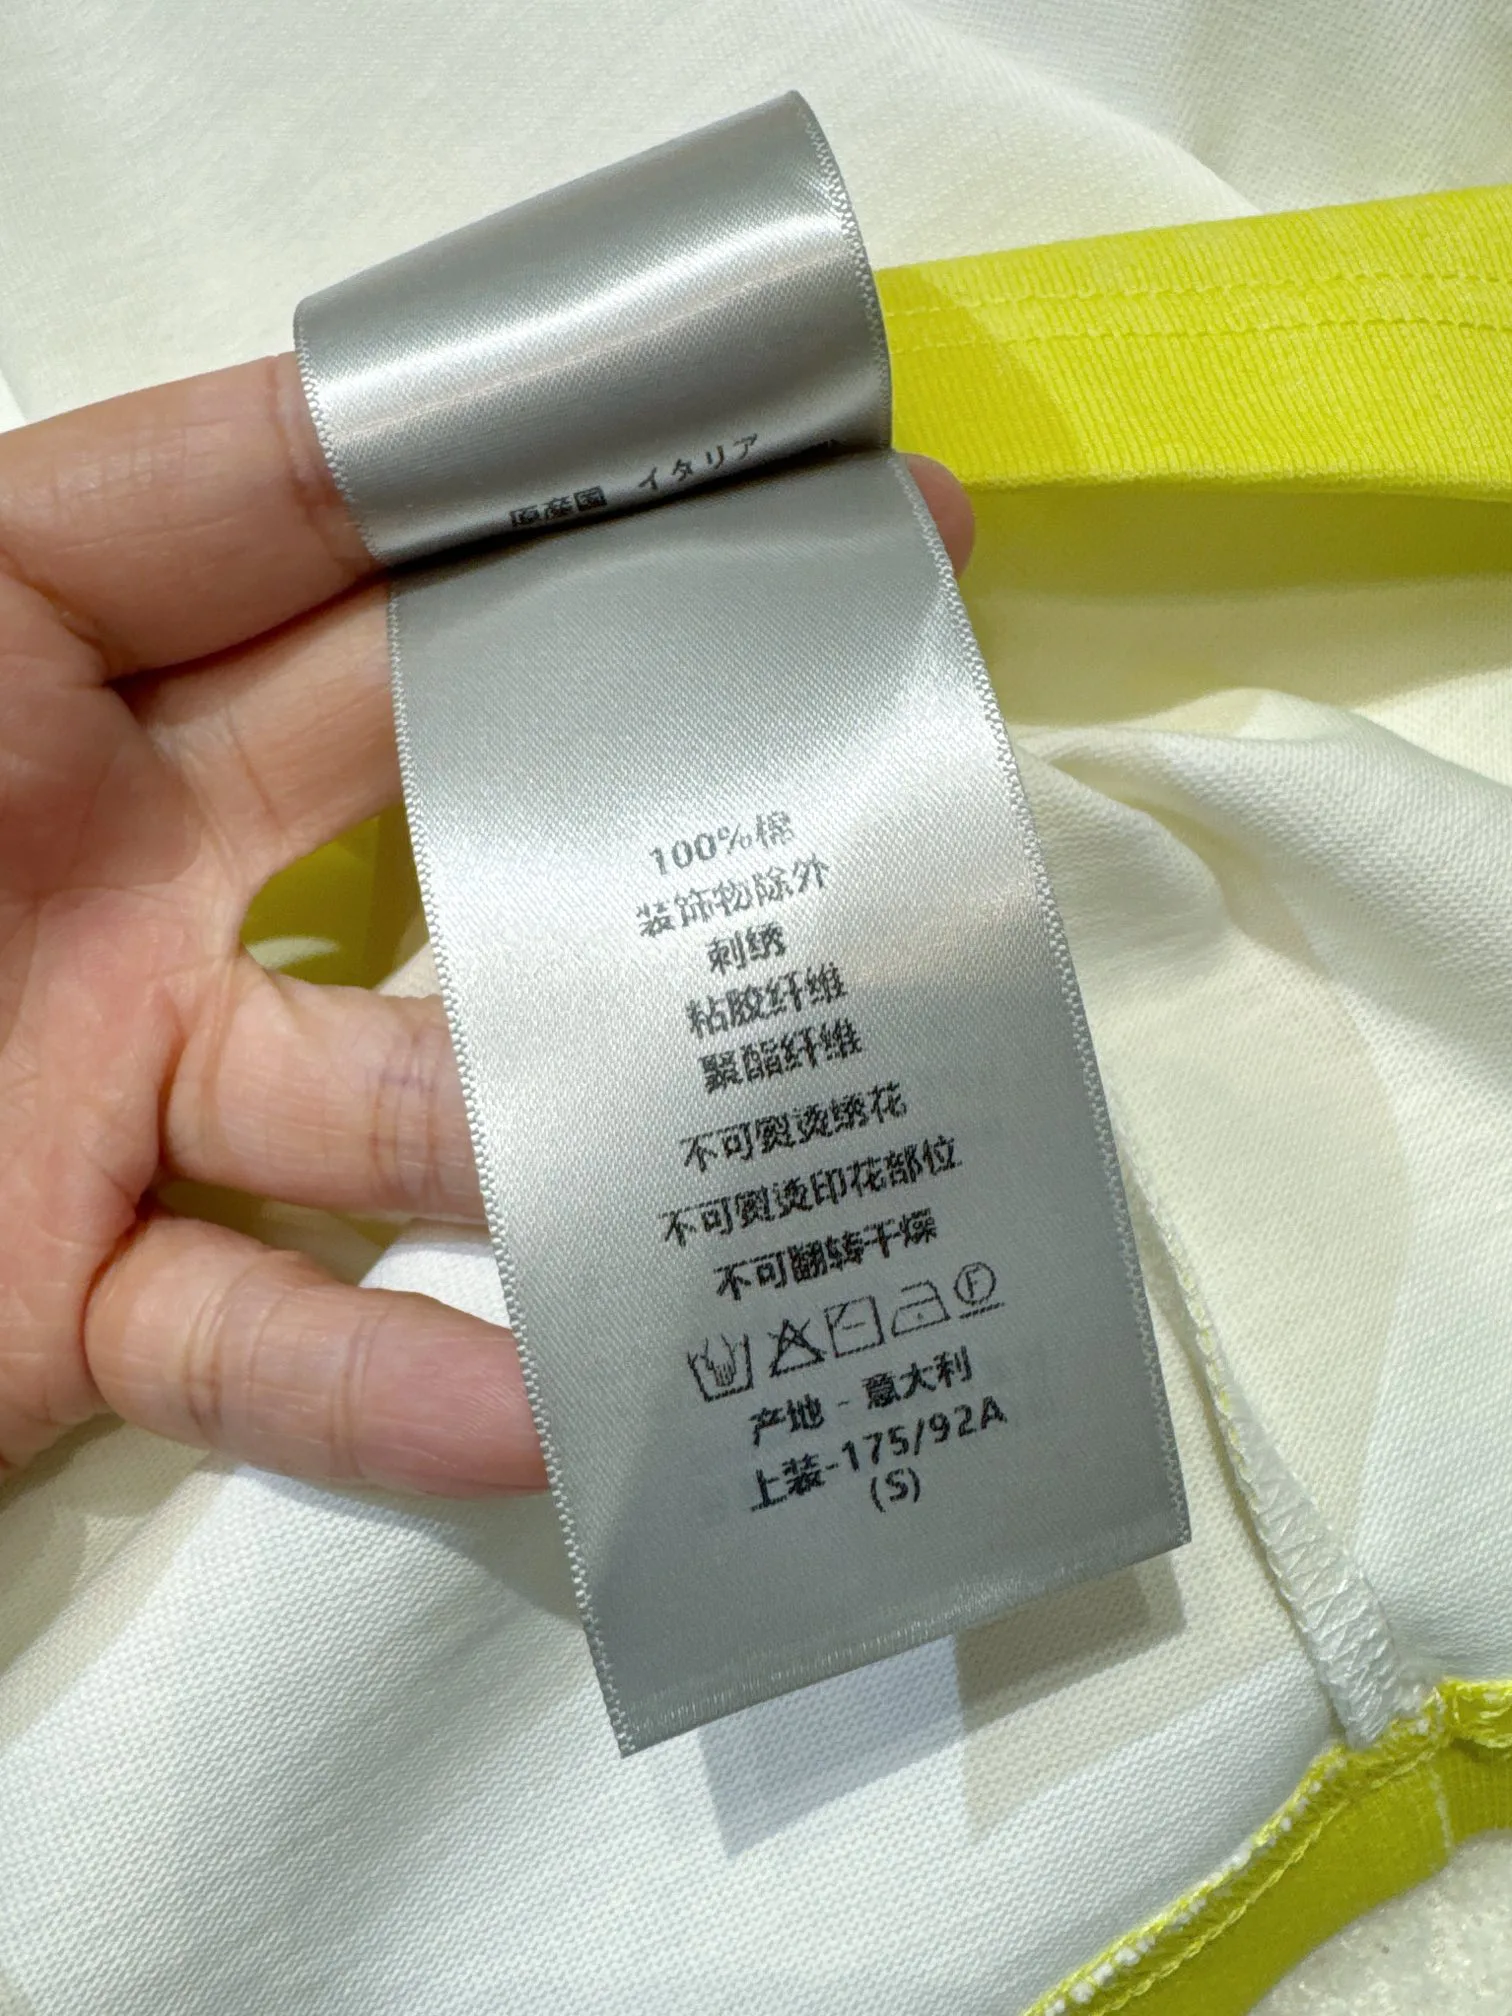 原産国 イタリア
100%棉
装饰物除外
刺绣
粘胶纤维
聚酯纤维
不可熨烫绣花
不可熨烫印花部位
不可翻转干燥
F
产地 - 意大利
上装-175/92A
(S)